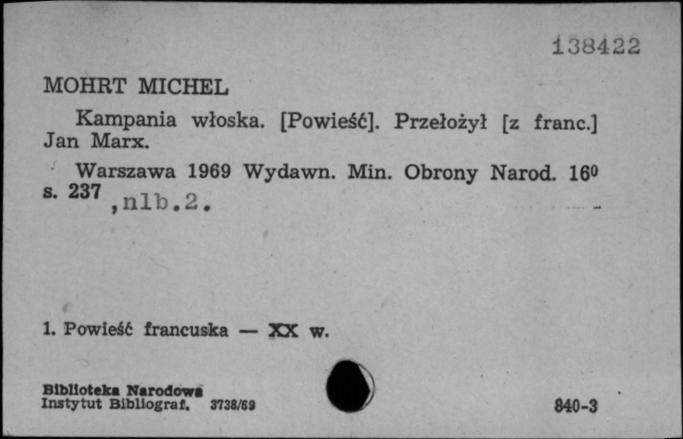 138422
MOHRT MICHEL
Kampania włoska. [Powieść]. Przełożył [z franc.]
Jan Marx.
Warszawa 1969 Wydawn. Min. Obrony Narod. 16⁰
s. 237 ,nlb.2.
1. Powieść francuska — XX w.
Biblioteka Narodowa
Instytut Bibliograf. 3738/69
840-3